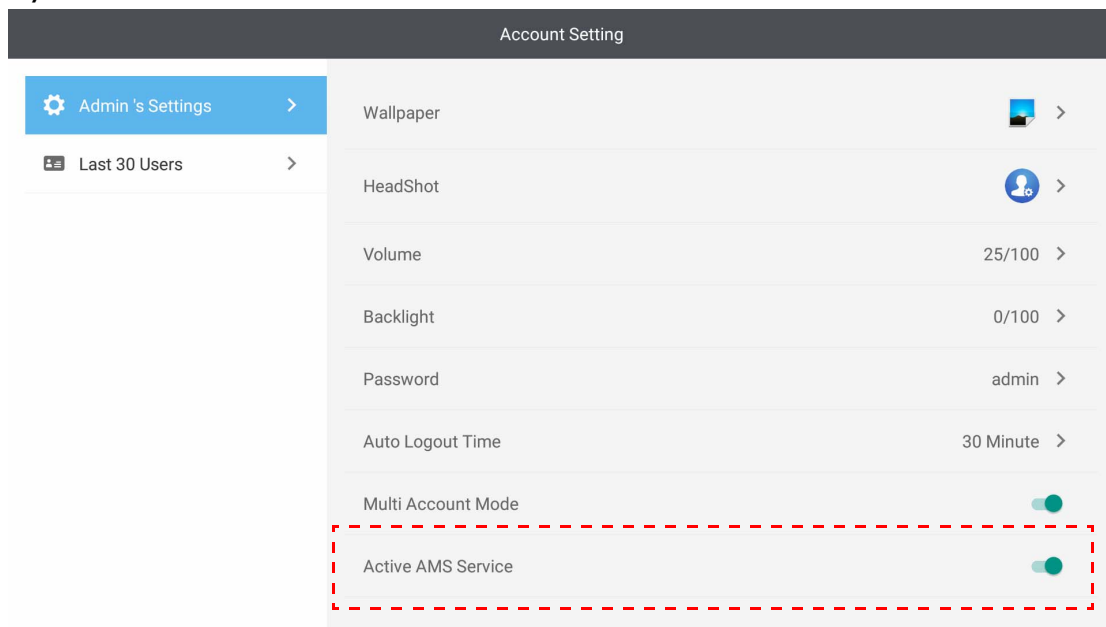 Account Setting
Admin 's Settings
Last 30 Users
Wallpaper
HeadShot
Volume 25/100
Backlight 0/100
Password admin
Auto Logout Time 30 Minute
Multi Account Mode
Active AMS Service